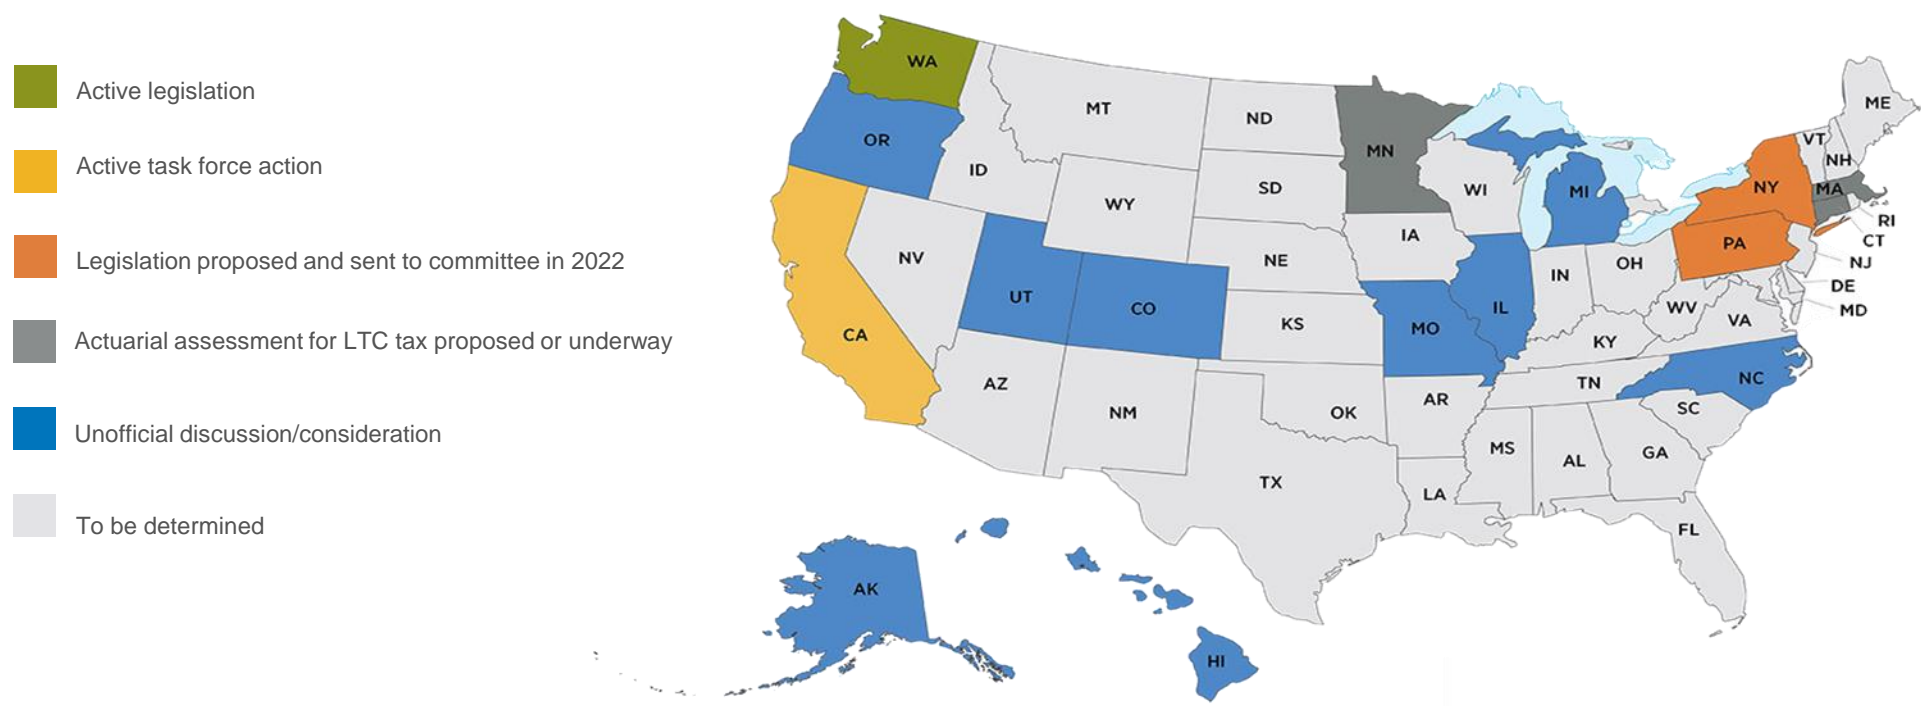 Active legislation
Active task force action
Legislation proposed and sent to committee in 2022
Actuarial assessment for LTC tax proposed or underway
Unofficial discussion/consideration
To be determined
WA
OR
CA
ID
NV
MT
WY
UT
CO
AZ
NM
ND
SD
NE
KS
OK
TX
MN
IA
MO
AR
LA
WI
IL
MI
IN
OH
KY
TN
MS
AL
GA
FL
SC
NC
VA
WV
PA
NY
VT
NH
ME
MA
RI
CT
NJ
DE
MD
AK
HI